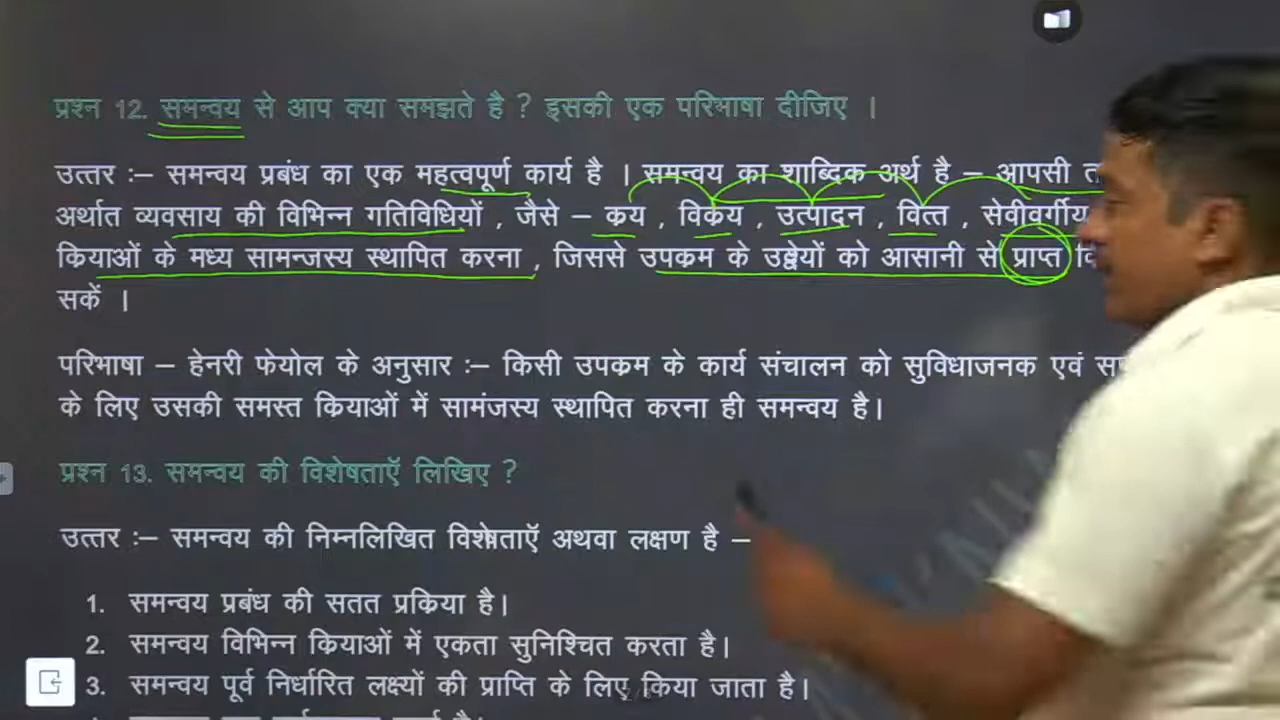 प्रश्न 12. समन्वय से आप क्या समझते है ? इसकी एक परिभाषा दीजिए ।
उत्तर :– समन्वय प्रबंध का एक महत्वपूर्ण कार्य है । समन्वय का शाब्दिक अर्थ है – आपसी
अर्थात व्यवसाय की विभिन्न गतिविधियों , जैसे – क्रय , विक्रय , उत्पादन , वित्त , सेवीवर्गीय
कियाओं के मध्य सामन्जस्य स्थापित करना , जिससे उपक्रम के को आसानी से प्राप्त
सकें ।
परिभाषा – हेनरी फेयोल के अनुसार :– किसी उपक्रम के कार्य संचालन को सुविधाजनक एवं
के लिए उसकी समस्त कियाओं में सामंजस्य स्थापित करना ही समन्वय है।
प्रश्न 13. समन्वय की विशेषताऍ लिखिए ?
उत्तर :– समन्वय की निम्नलिखित विशेषताऍ अथवा लक्षण है –
1. समन्वय प्रबंध की सतत प्रकिया है।
2. समन्वय विभिन्न कियाओं में एकता सुनिश्चित करता है।
3. समन्वय पूर्व निर्धारित लक्ष्यों की प्राप्ति के लिए किया जाता है।